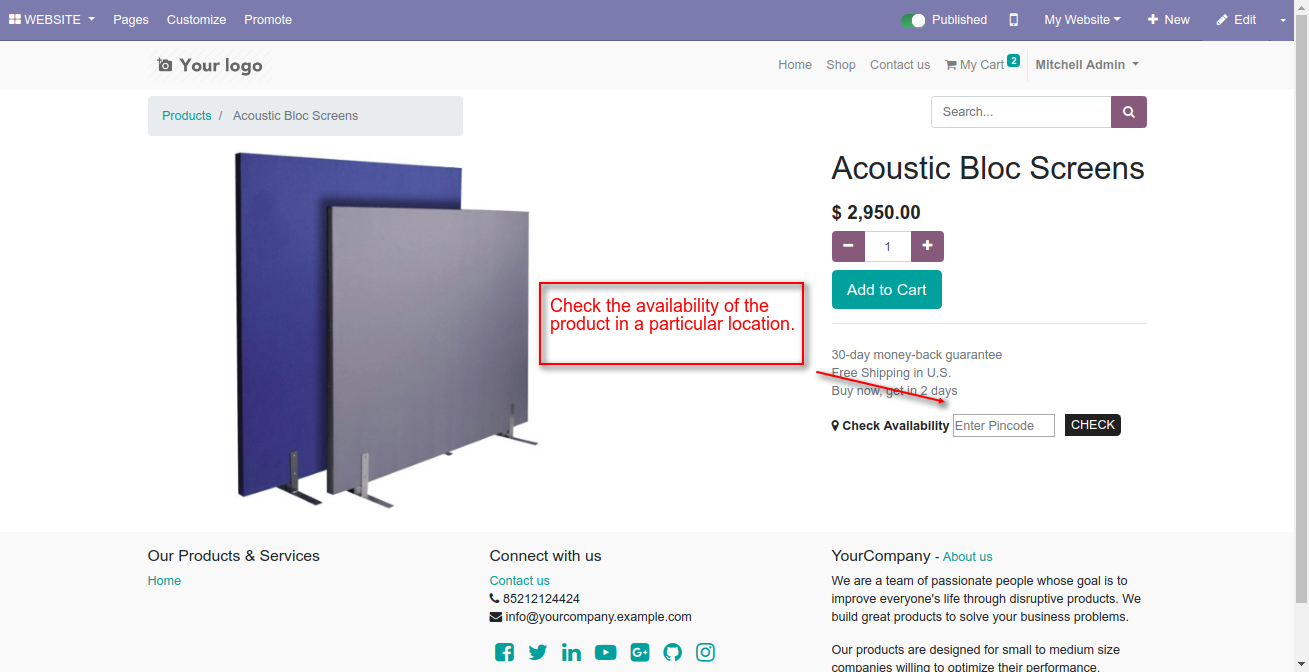 WEBSITE Pages Customize Promote Published My Website New Edit
Your logo Home Shop Contact us My Cart 2 Mitchell Admin
Products / Acoustic Bloc Screens Search...
Acoustic Bloc Screens
$ 2,950.00
1
Add to Cart
Check the availability of the
product in a particular location.
30-day money-back guarantee
Free Shipping in U.S.
Buy now, get in 2 days
Check Availability Enter Pincode CHECK
Our Products & Services
Home
Connect with us
Contact us
85212124424
info@yourcompany.example.com
YourCompany - About us
We are a team of passionate people whose goal is to
improve everyone's life through disruptive products. We
build great products to solve your business problems.
Our products are designed for small to medium size
companies willing to optimize their performance.